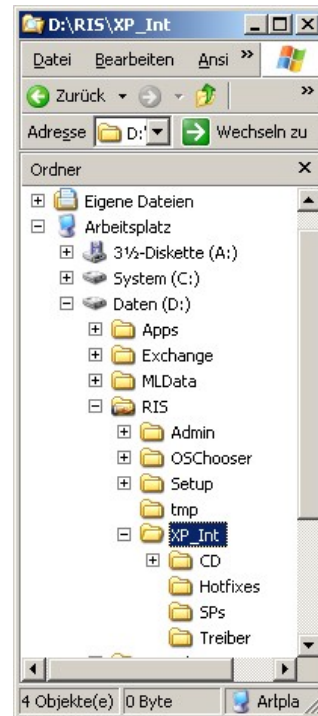 D:\RIS\XP_Int
Datei Bearbeiten Ansi »
Zurück »
Adresse D:\ Wechseln zu
Ordner
Eigene Dateien
Arbeitsplatz
3½-Diskette (A:)
System (C:)
Daten (D:)
Apps
Exchange
MLData
RIS
Admin
OSChooser
Setup
tmp
XP_Int
CD
Hotfixes
SPs
Treiber
4 Objekte(e) 0 Byte Arbpla